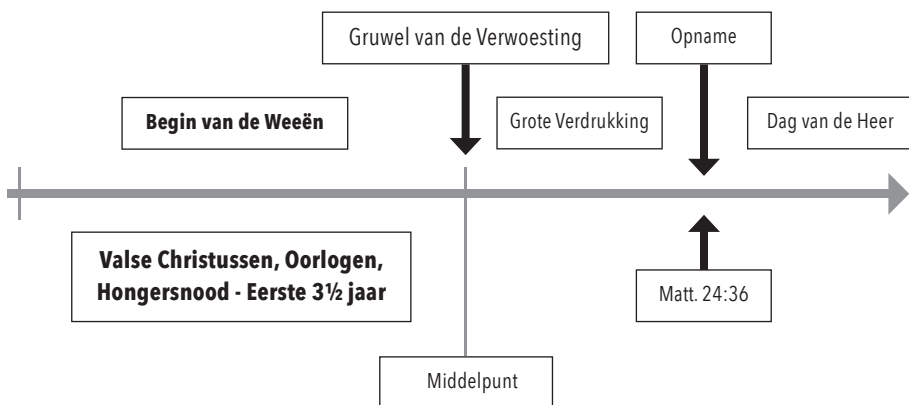 Gruwel van de Verwoesting
Opname
Begin van de Weeën
Grote Verdrukking
Dag van de Heer
Valse Christussen, Oorlogen,
Hongersnood - Eerste 3½ jaar
Matt. 24:36
Middelpunt